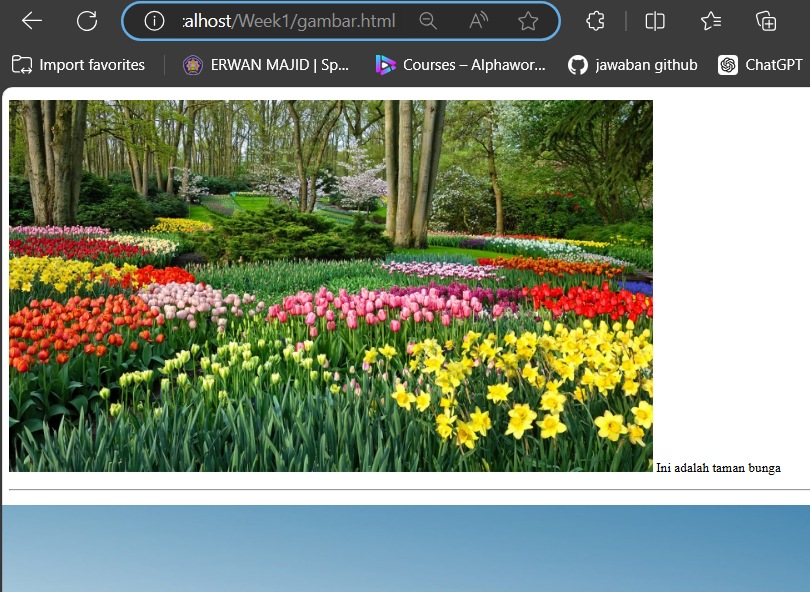 :alhost/Week1/gambar.html
Import favorites
ERWAN MAJID | Sp...
Courses – Alphawor...
jawaban github
ChatGPT
Ini adalah taman bunga